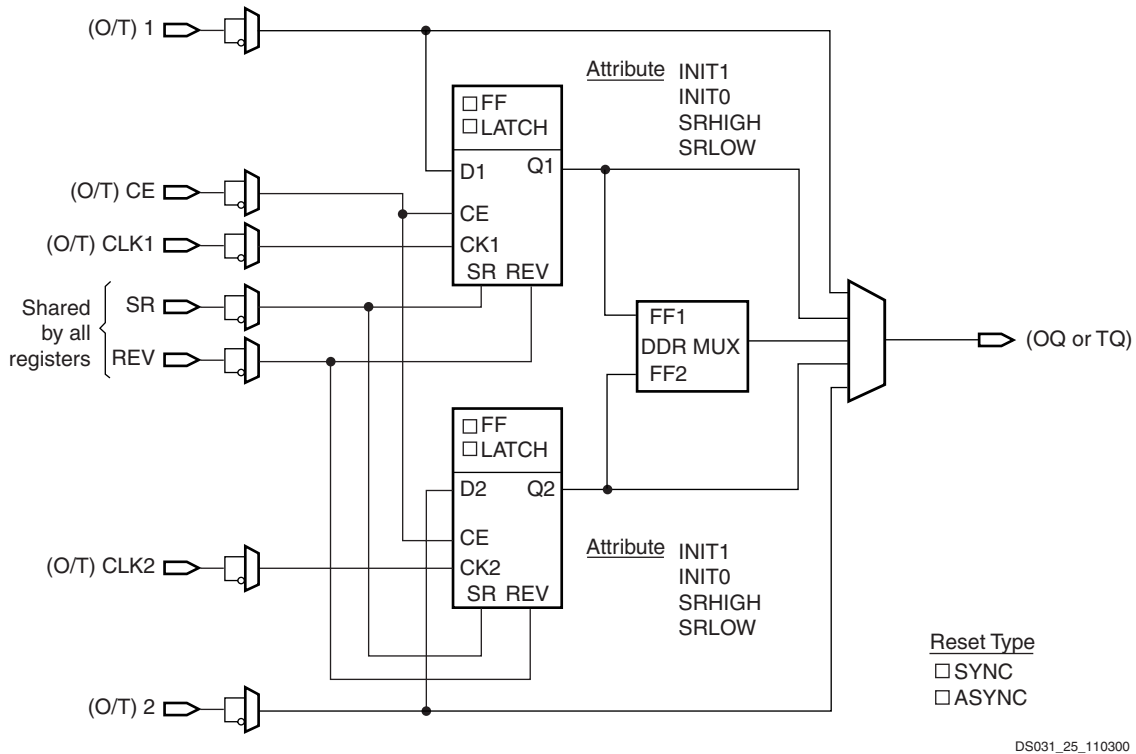 (O/T) 1
Attribute INIT1
INIT0
SRHIGH
SRLOW
FF
LATCH
D1 Q1
(O/T) CE
CE
(O/T) CLK1
CK1
SR REV
Shared
by all
registers
SR
REV
FF1
DDR MUX
FF2
(OQ or TQ)
FF
LATCH
D2 Q2
CE
Attribute INIT1
INIT0
SRHIGH
SRLOW
(O/T) CLK2
CK2
SR REV
Reset Type
SYNC
ASYNC
(O/T) 2
DS031_25_110300